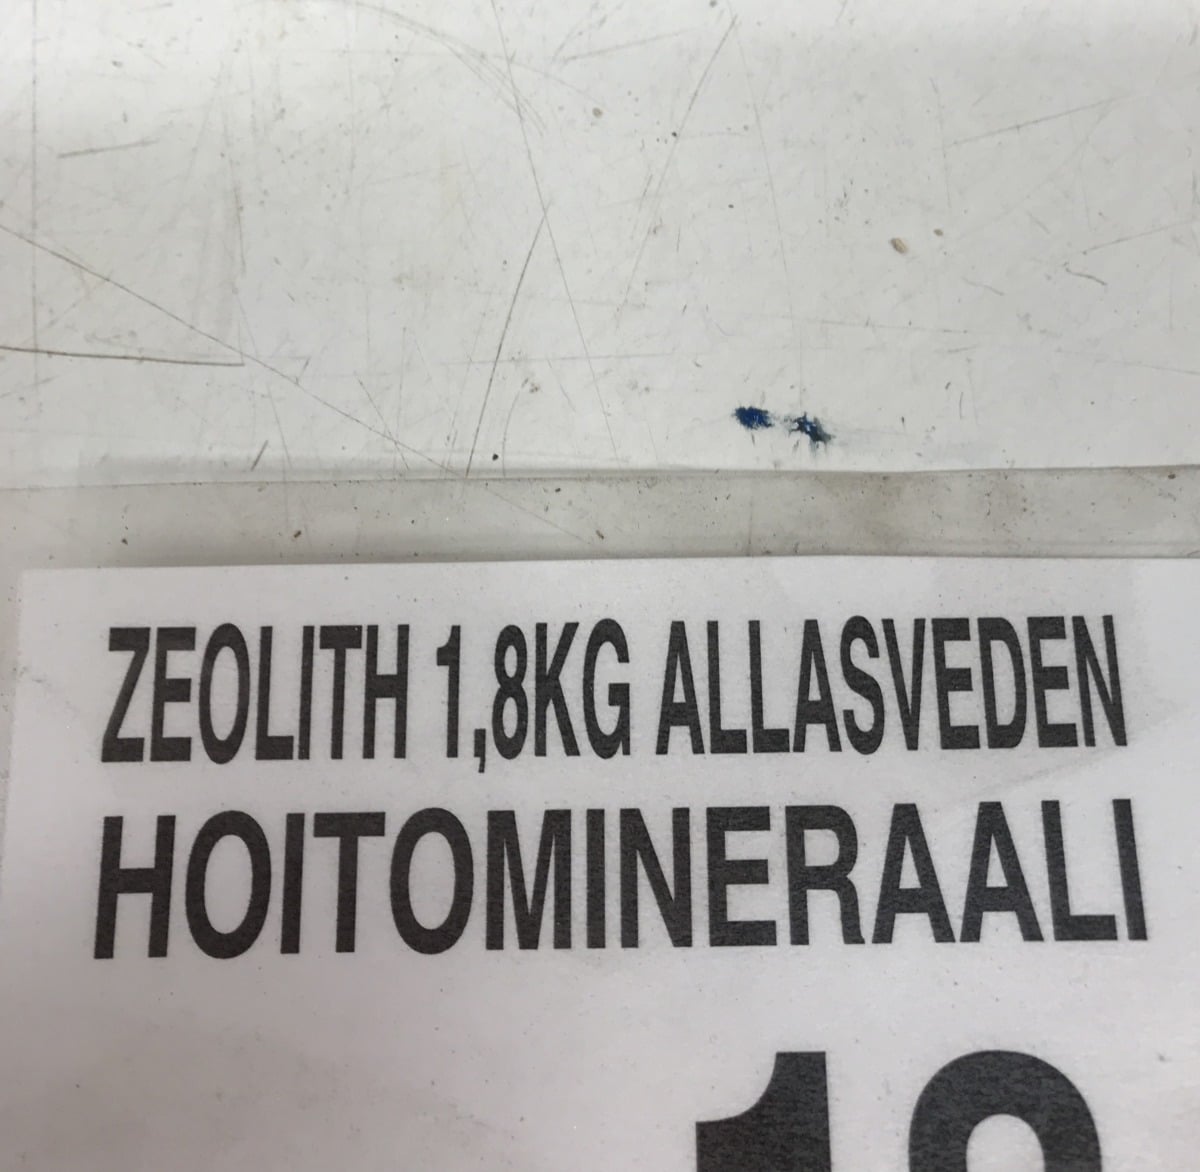 ZEOLITH 1,8KG ALLASVEDEN
HOITOMINERAALI